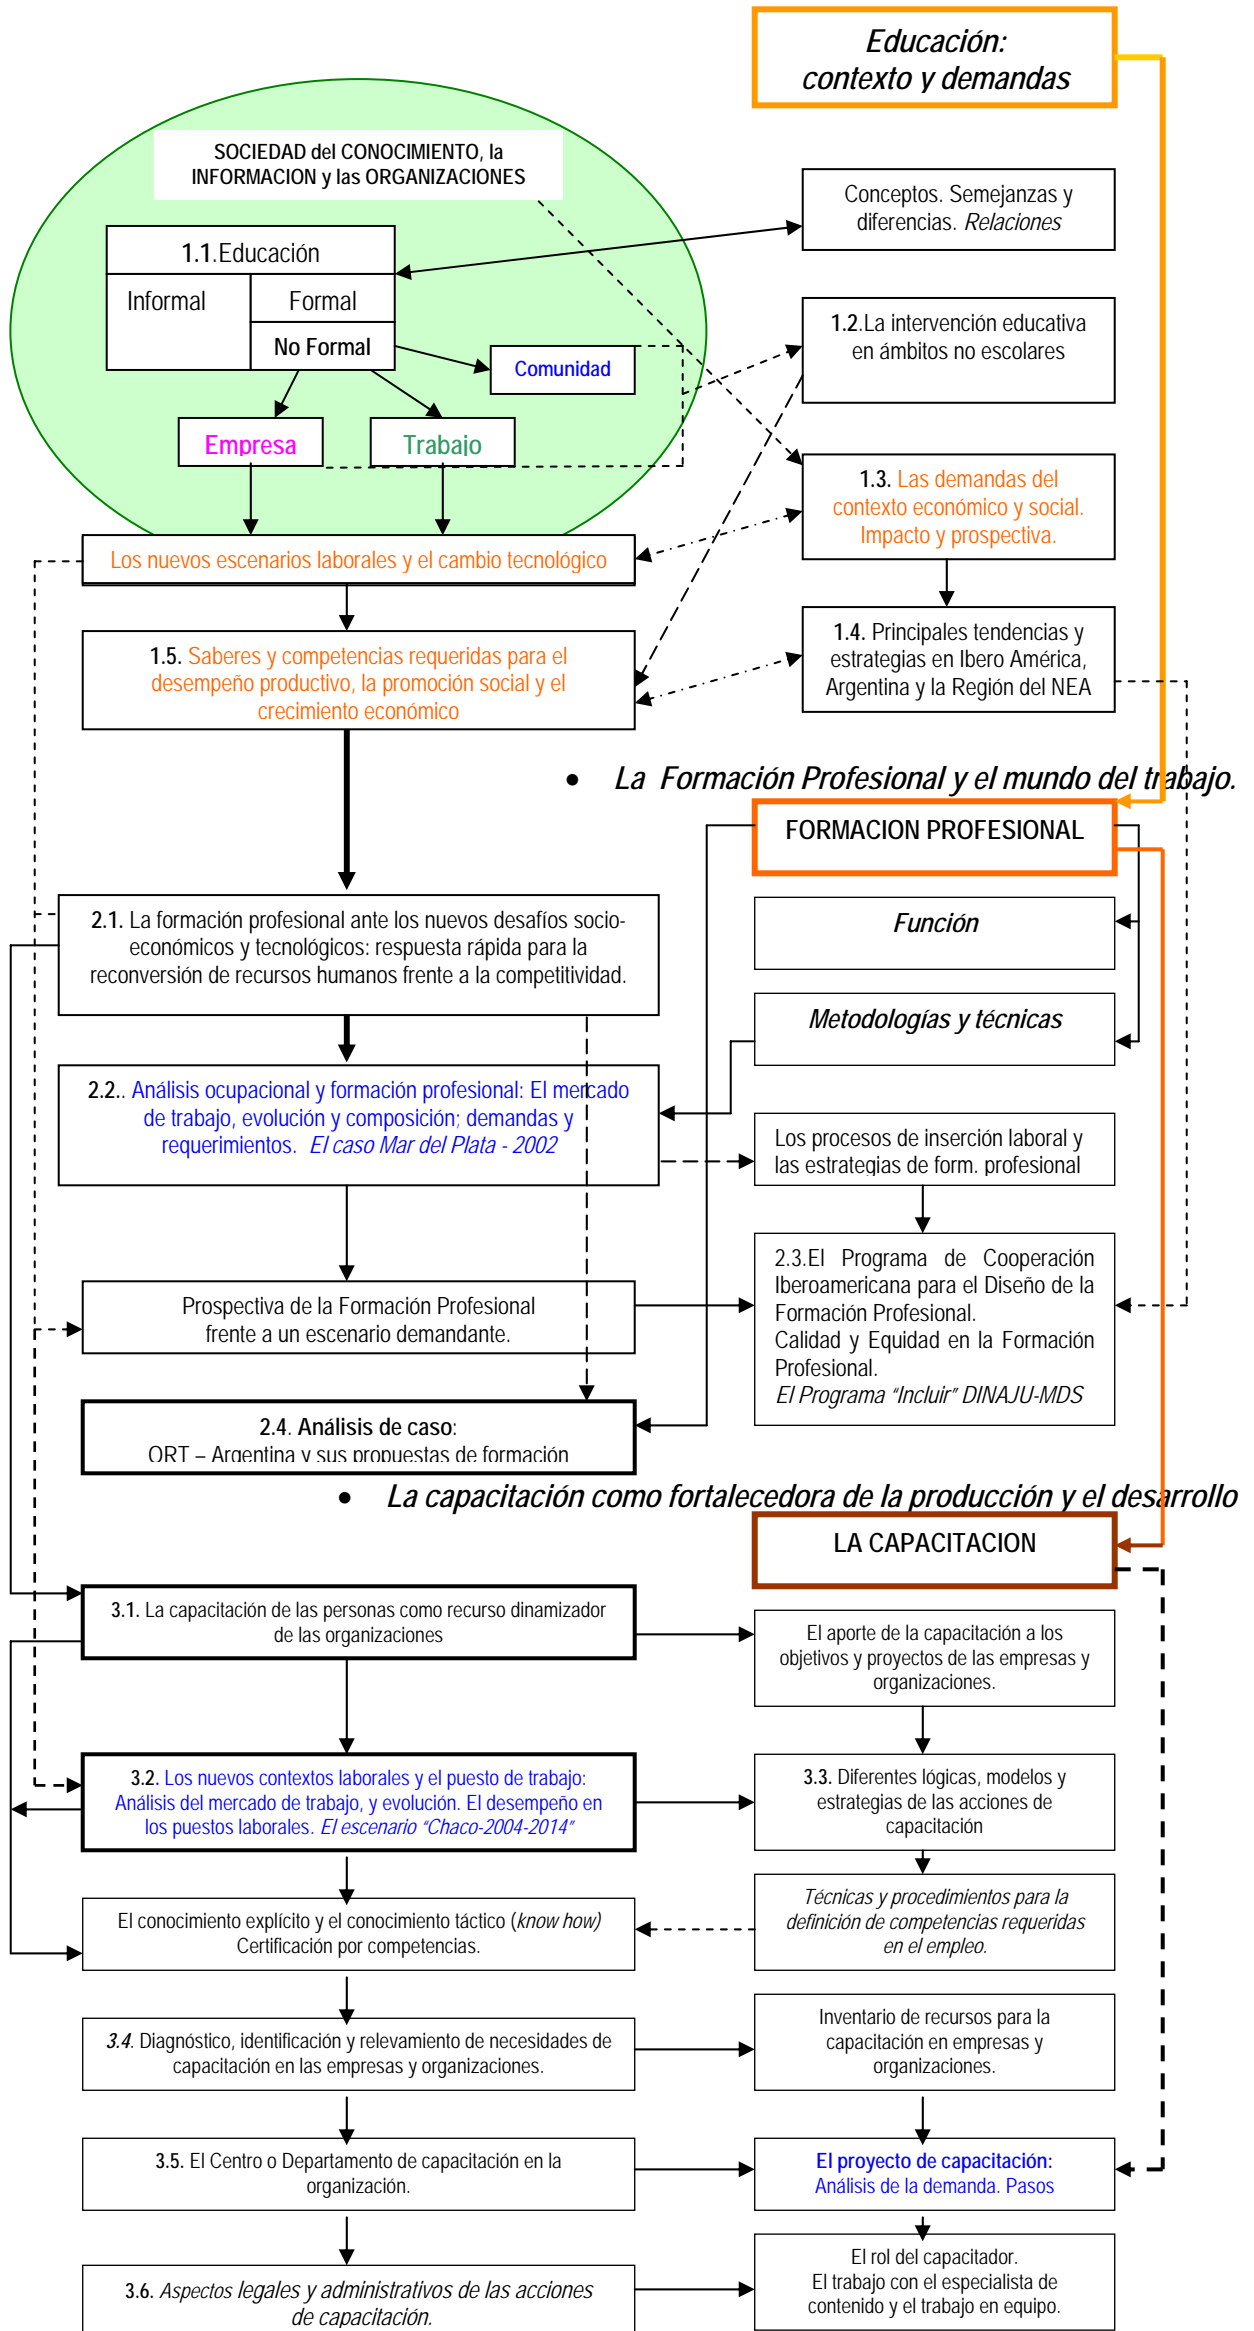 Educación:
contexto y demandas
SOCIEDAD del CONOCIMIENTO, la
INFORMACION y las ORGANIZACIONES
Conceptos. Semejanzas y
diferencias. Relaciones
1.1.Educación
Informal
Formal
No Formal
Comunidad
1.2.La intervención educativa
en ámbitos no escolares
Empresa
Trabajo
1.3. Las demandas del
contexto económico y social.
Impacto y prospectiva.
Los nuevos escenarios laborales y el cambio tecnológico
1.4. Principales tendencias y
estrategias en Ibero América,
Argentina y la Región del NEA
1.5. Saberes y competencias requeridas para el
desempeño productivo, la promoción social y el
crecimiento económico
• La Formación Profesional y el mundo del trabajo.
FORMACION PROFESIONAL
2.1. La formación profesional ante los nuevos desafíos socio-
económicos y tecnológicos: respuesta rápida para la
reconversión de recursos humanos frente a la competitividad.
Función
Metodologías y técnicas
2.2.. Análisis ocupacional y formación profesional: El mercado
de trabajo, evolución y composición; demandas y
requerimientos. El caso Mar del Plata - 2002
Los procesos de inserción laboral y
las estrategias de form. profesional
2.3.El Programa de Cooperación
Iberoamericana para el Diseño de la
Formación Profesional.
Calidad y Equidad en la Formación
Profesional.
El Programa “Incluir” DINAJU-MDS
Prospectiva de la Formación Profesional
frente a un escenario demandante.
2.4. Análisis de caso:
ORT – Argentina y sus propuestas de formación
• La capacitación como fortalecedora de la producción y el desarrollo
LA CAPACITACION
3.1. La capacitación de las personas como recurso dinamizador
de las organizaciones
El aporte de la capacitación a los
objetivos y proyectos de las empresas y
organizaciones.
3.2. Los nuevos contextos laborales y el puesto de trabajo:
Análisis del mercado de trabajo, y evolución. El desempeño en
los puestos laborales. El escenario “Chaco-2004-2014”
3.3. Diferentes lógicas, modelos y
estrategias de las acciones de
capacitación
El conocimiento explícito y el conocimiento táctico (know how)
Certificación por competencias.
Técnicas y procedimientos para la
definición de competencias requeridas
en el empleo.
3.4. Diagnóstico, identificación y relevamiento de necesidades de
capacitación en las empresas y organizaciones.
Inventario de recursos para la
capacitación en empresas y
organizaciones.
3.5. El Centro o Departamento de capacitación en la
organización.
El proyecto de capacitación:
Análisis de la demanda. Pasos
3.6. Aspectos legales y administrativos de las acciones
de capacitación.
El rol del capacitador.
El trabajo con el especialista de
contenido y el trabajo en equipo.